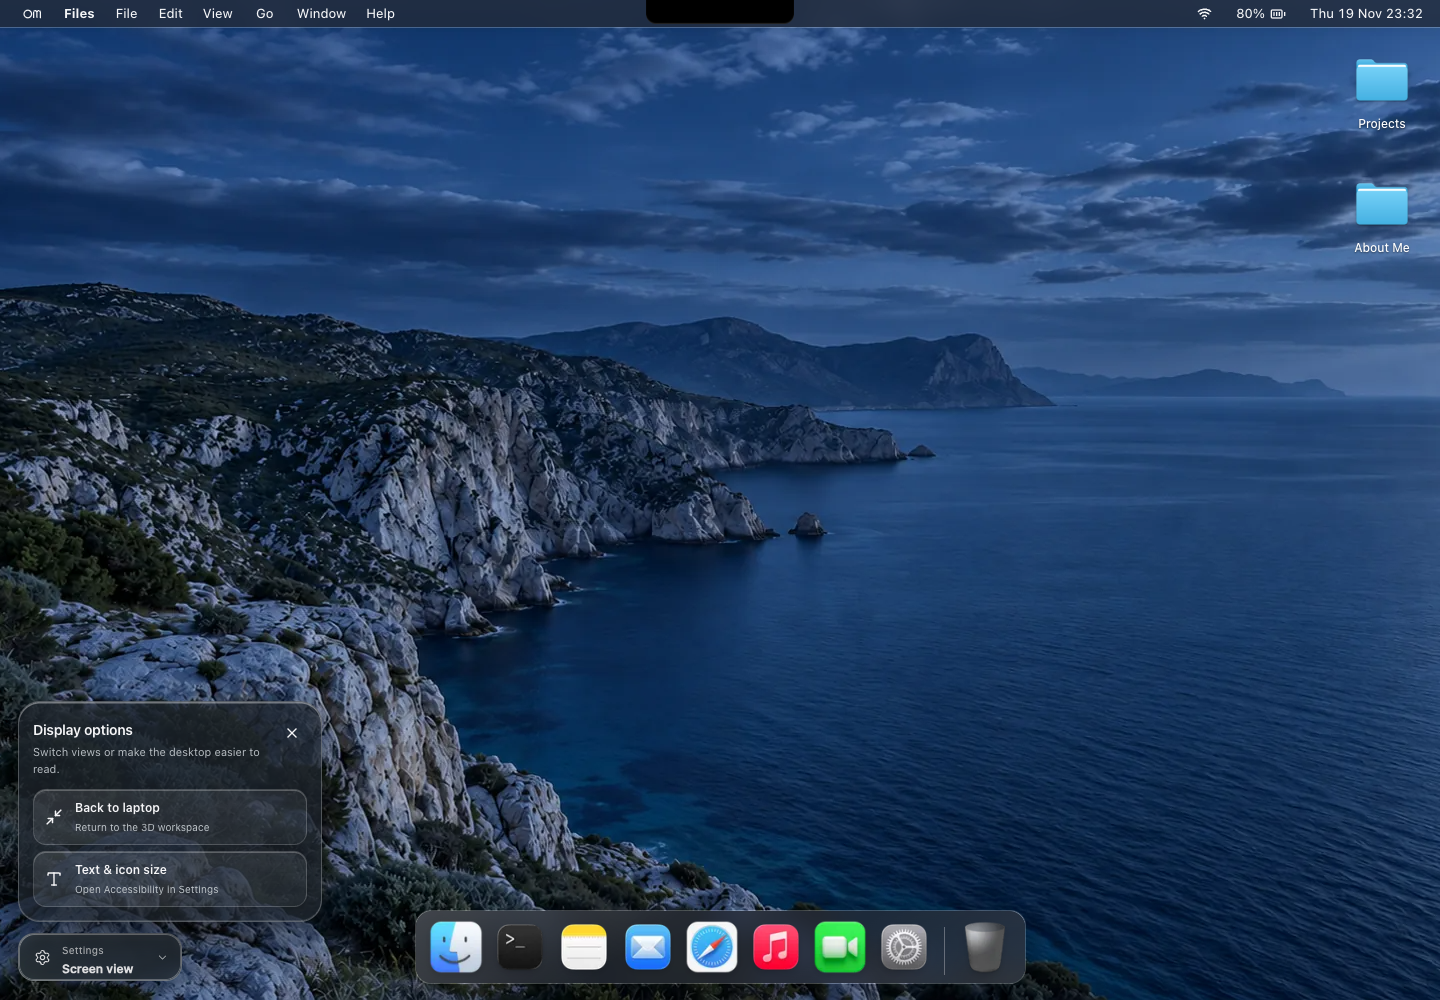 om Files File Edit View Go Window Help 80% Thu 19 Nov 23:32
Projects
About Me
Display options
Switch views or make the desktop easier to
read.
Back to laptop
Return to the 3D workspace
Text & icon size
Open Accessibility in Settings
Settings
Screen view
>_